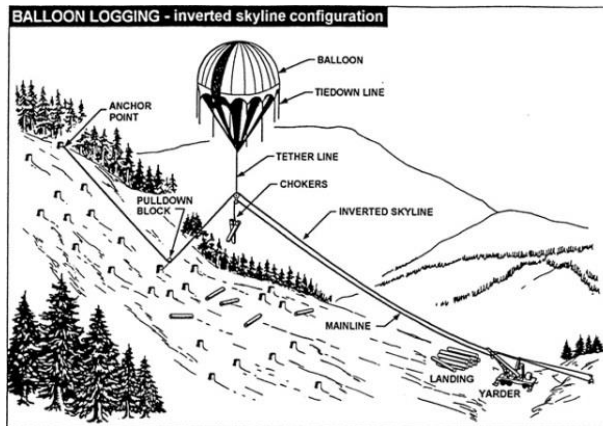 BALLOON LOGGING - inverted skyline configuration
BALLOON
TIEDOWN LINE
ANCHOR
POINT
TETHER LINE
CHOKERS
PULLDOWN
BLOCK
INVERTED SKYLINE
MAINLINE
LANDING
YARDER